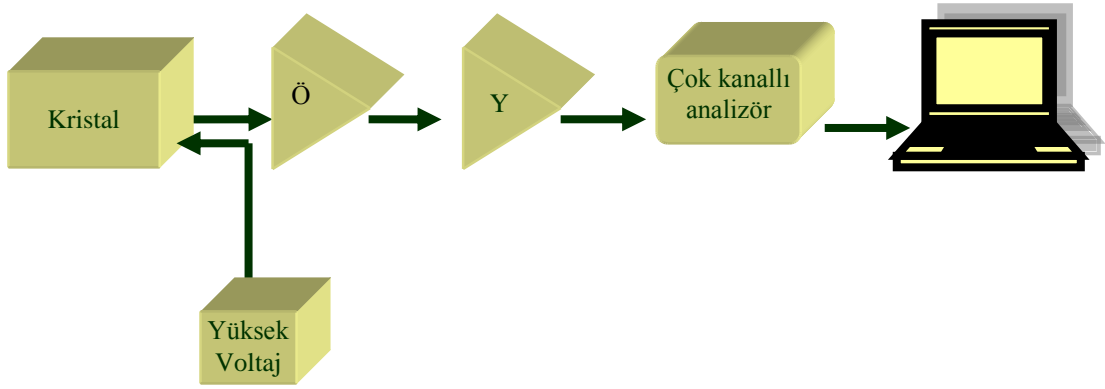 Kristal
Ö
Y
Çok kanallı
analizör
Yüksek
Voltaj